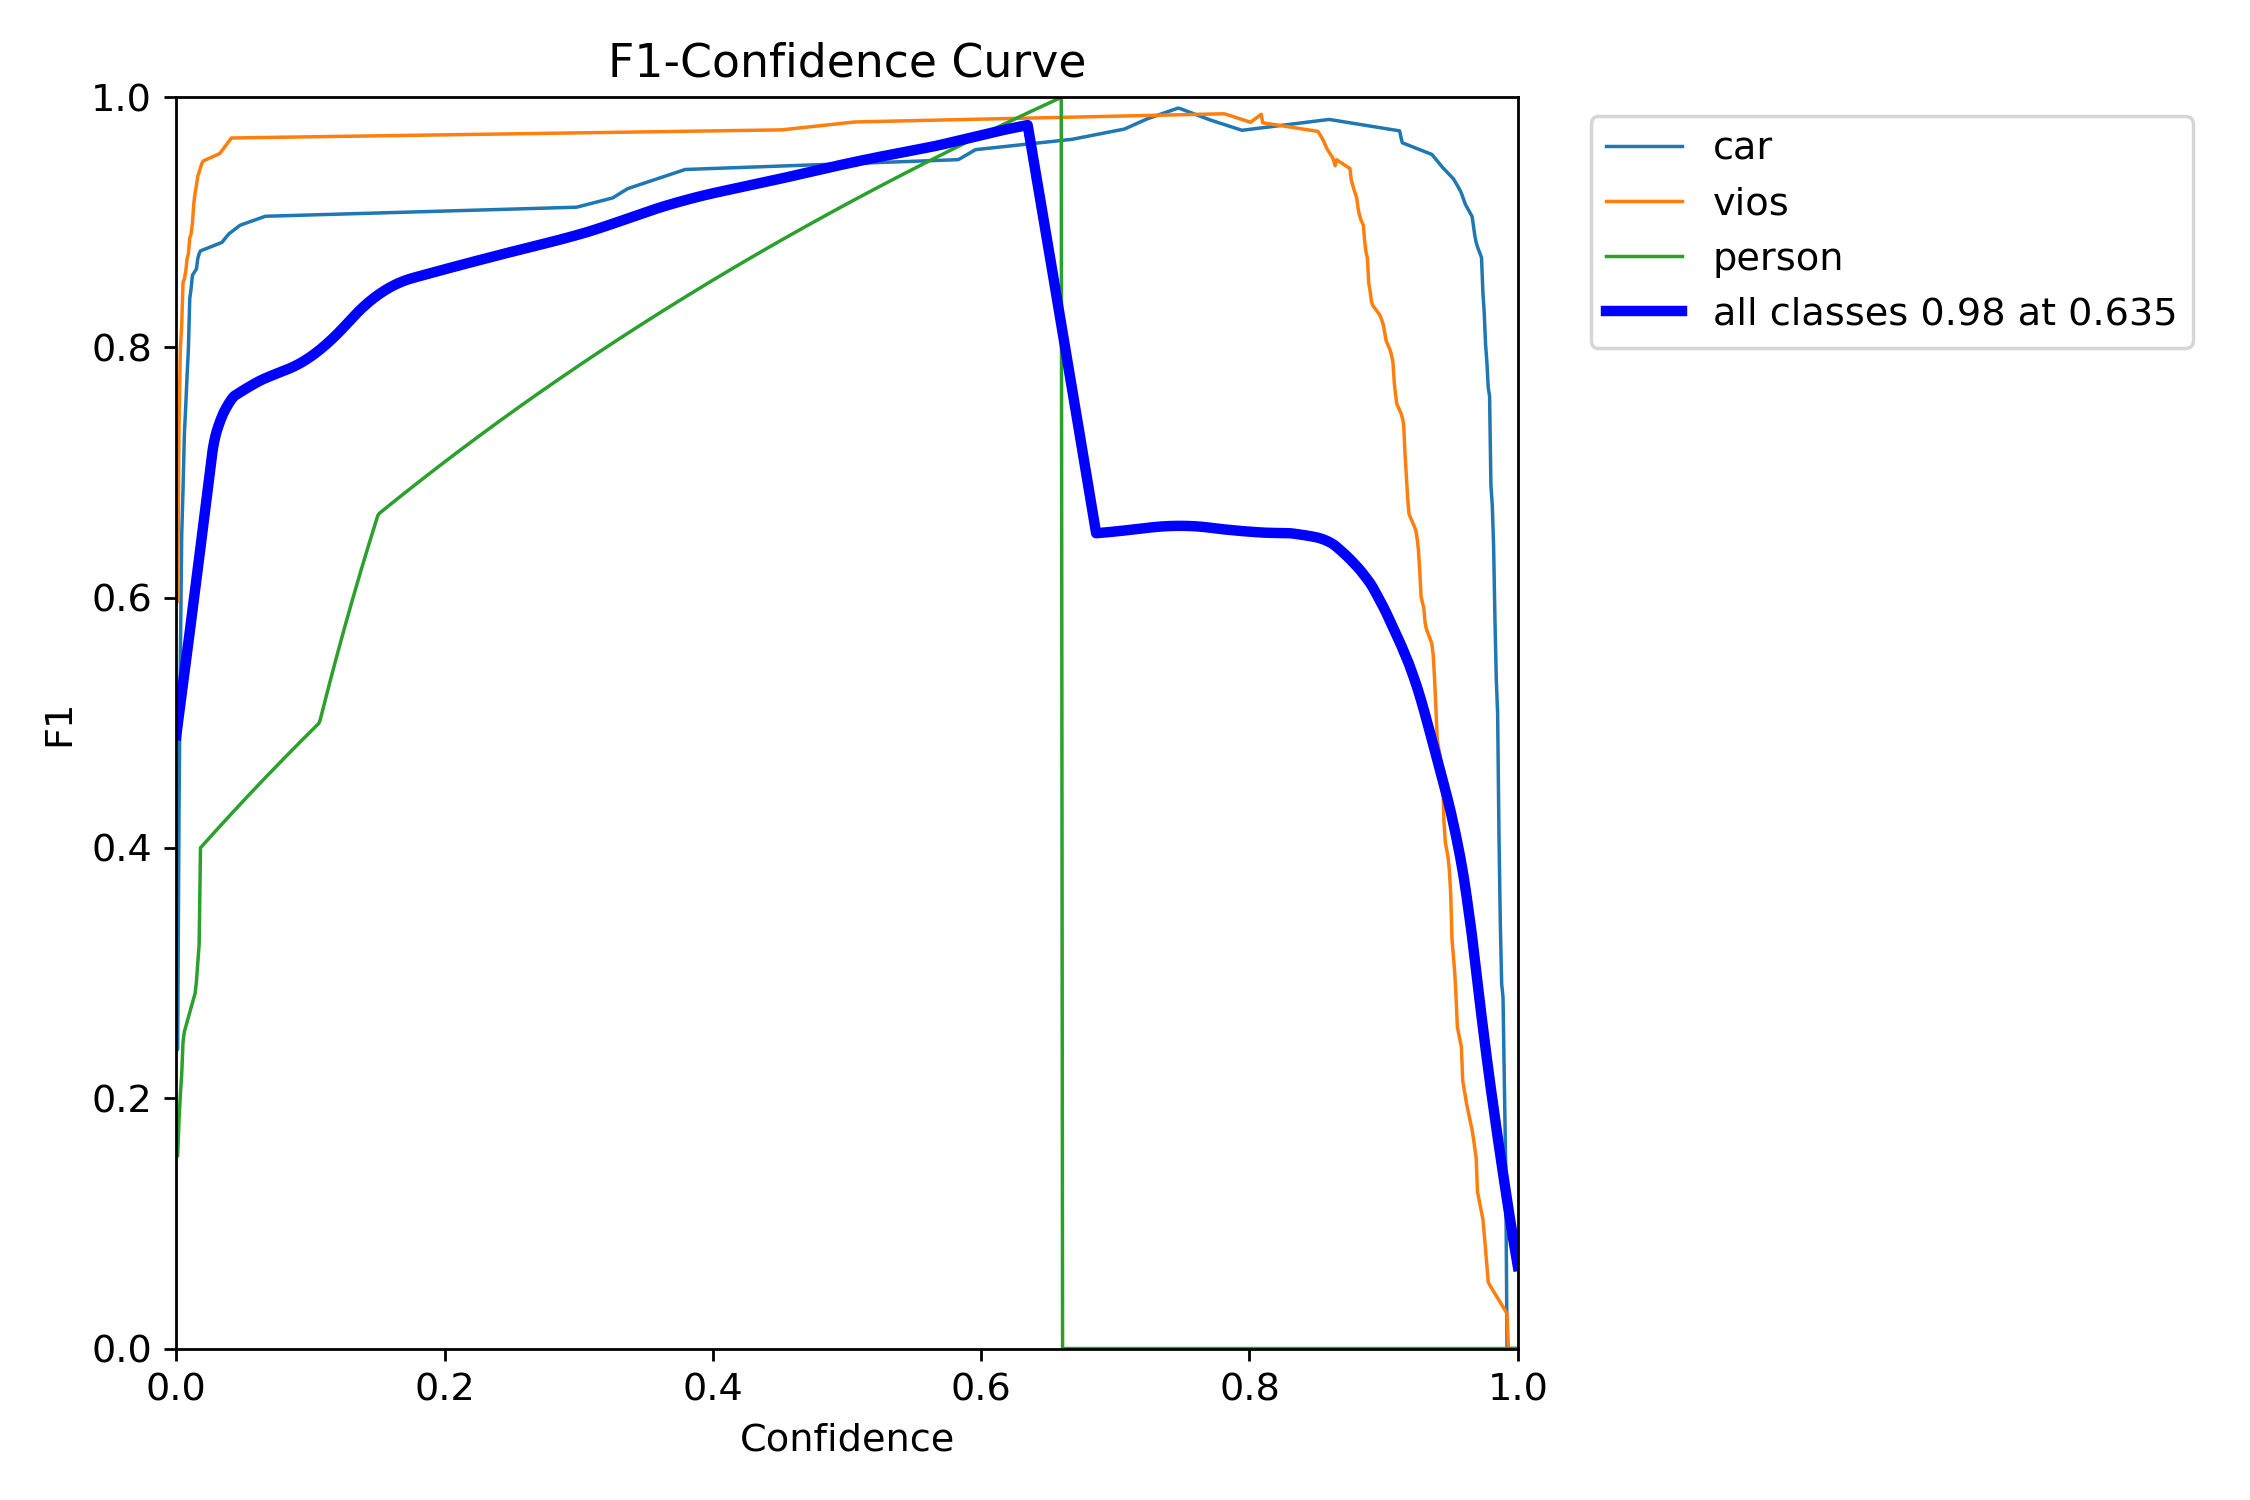 F1-Confidence Curve
1.0
0.8
0.6
0.4
0.2
0.0
F1
0.0 0.2 0.4 0.6 0.8 1.0
Confidence
car
vios
person
all classes 0.98 at 0.635